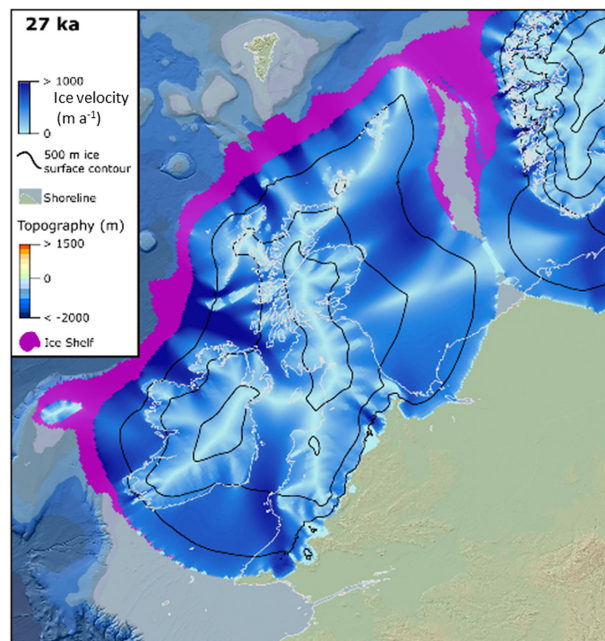 27 ka
> 1000
Ice velocity
(m a⁻¹)
0
500 m ice
surface contour
Shoreline
Topography (m)
> 1500
0
< -2000
Ice Shelf